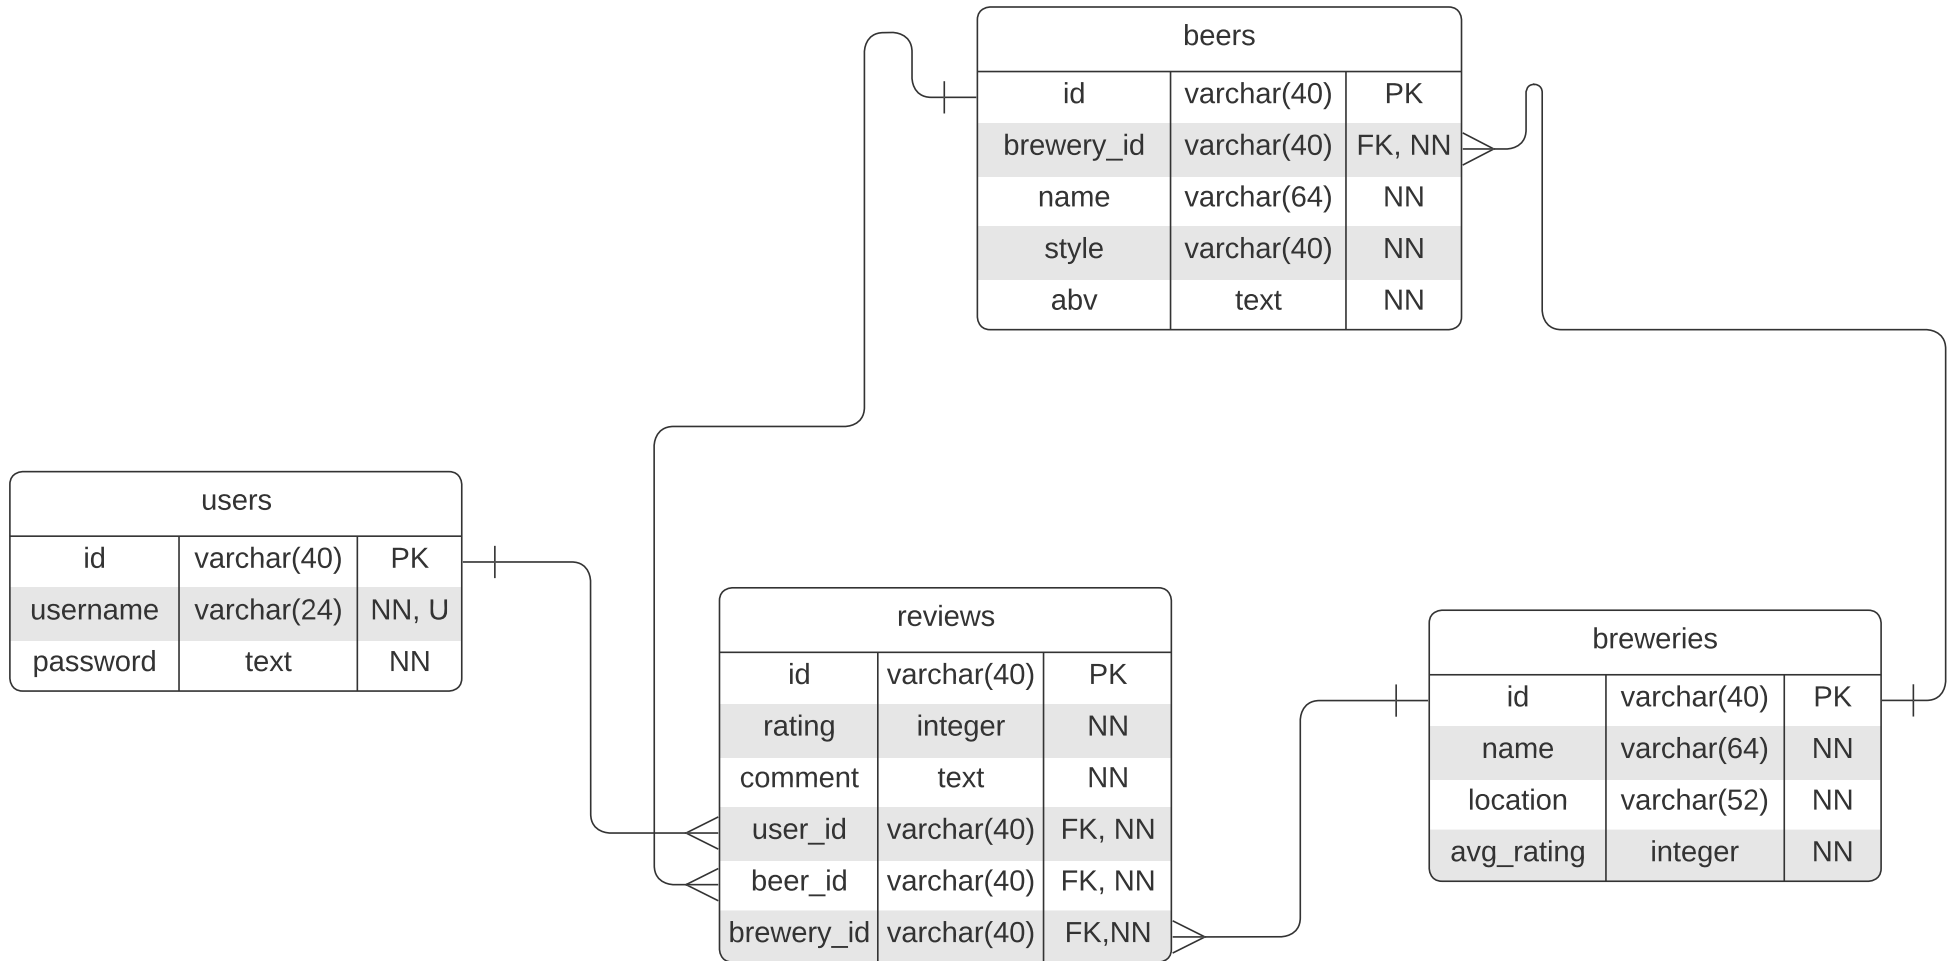 beers
id varchar(40) PK
brewery_id varchar(40) FK, NN
name varchar(64) NN
style varchar(40) NN
abv text NN
users
id varchar(40) PK
username varchar(24) NN, U
password text NN
reviews
id varchar(40) PK
rating integer NN
comment text NN
user_id varchar(40) FK, NN
beer_id varchar(40) FK, NN
brewery_id varchar(40) FK,NN
breweries
id varchar(40) PK
name varchar(64) NN
location varchar(52) NN
avg_rating integer NN